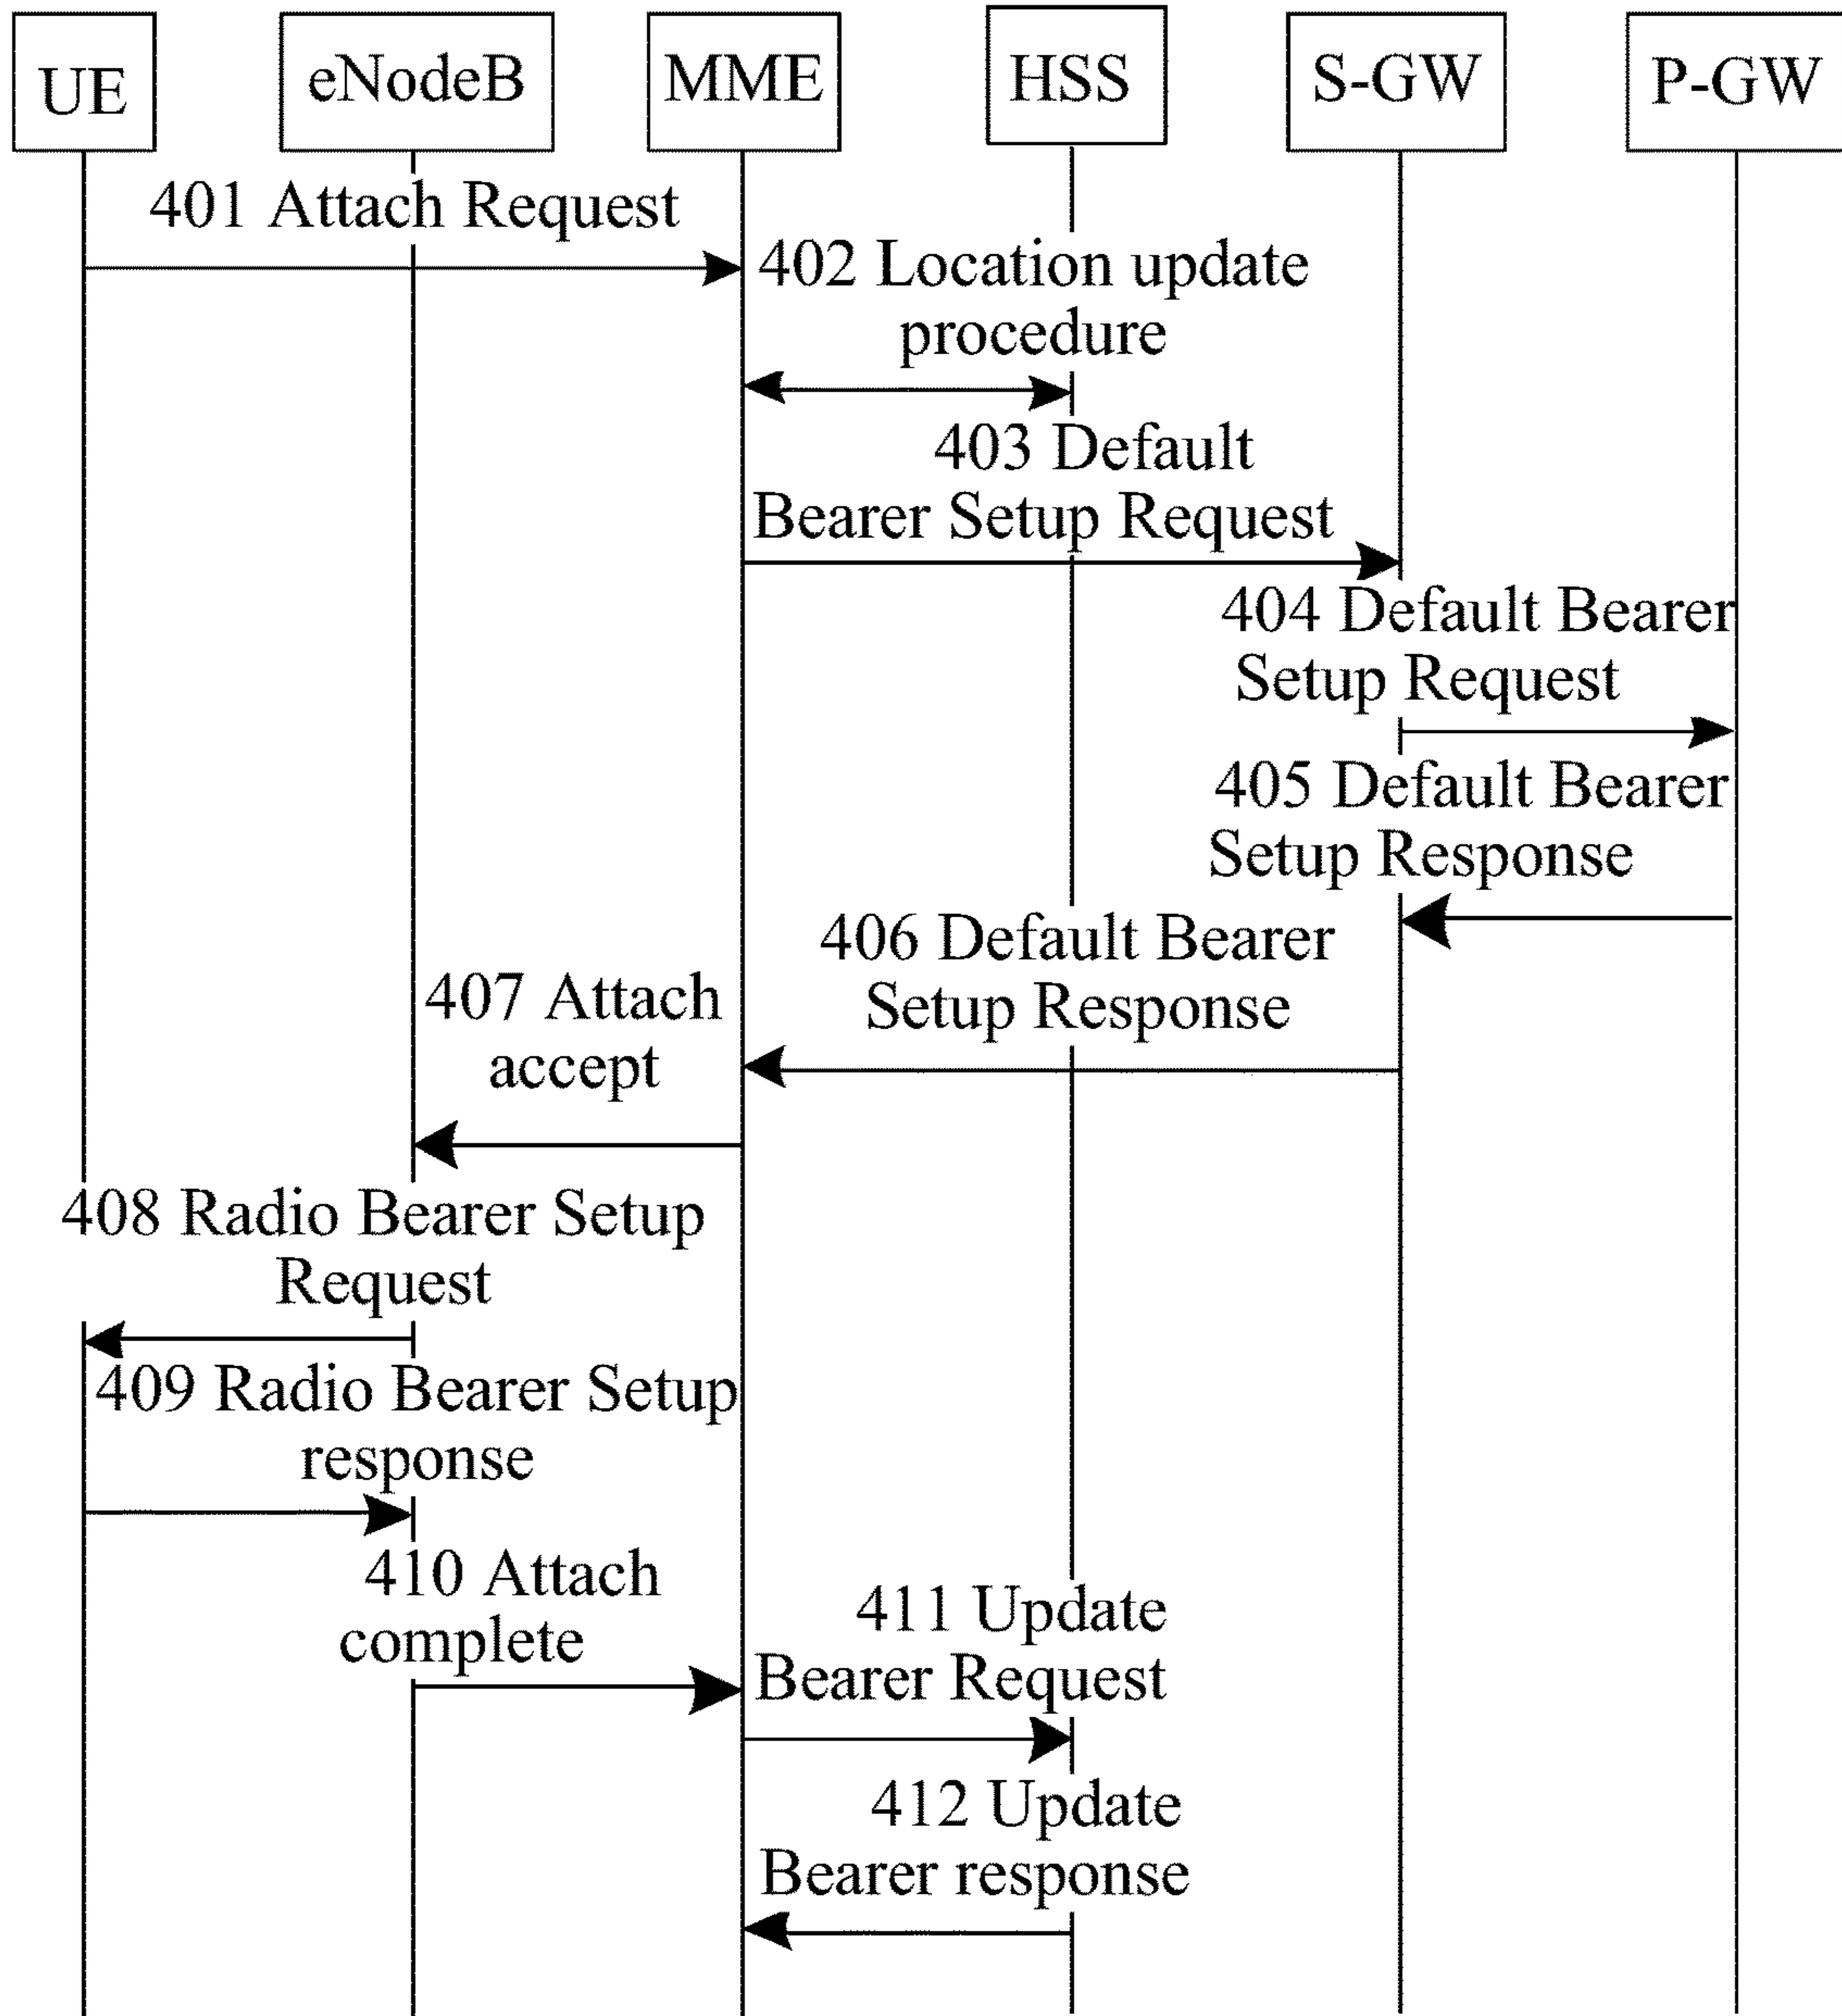 UE
eNodeB
MME
HSS
S-GW
P-GW
401 Attach Request
402 Location update
procedure
403 Default
Bearer Setup Request
404 Default Bearer
Setup Request
405 Default Bearer
Setup Response
406 Default Bearer
Setup Response
407 Attach
accept
408 Radio Bearer Setup
Request
409 Radio Bearer Setup
response
410 Attach
complete
411 Update
Bearer Request
412 Update
Bearer response